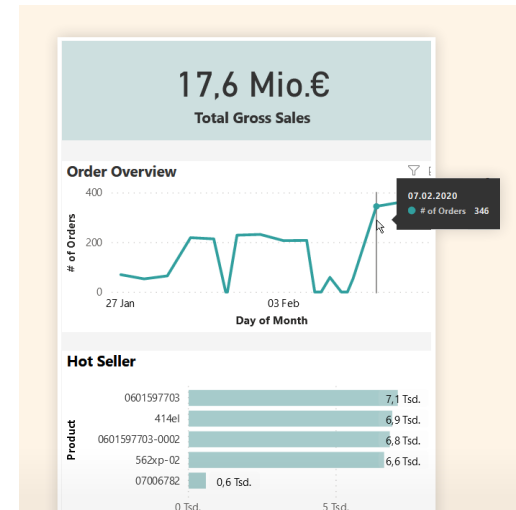 17,6 Mio.€
Total Gross Sales
Order Overview
07.02.2020
# of Orders 346
# of Orders
400
200
0
27 Jan
03 Feb
Day of Month
Hot Seller
Product
0601597703
7,1 Tsd.
414el
6,9 Tsd.
0601597703-0002
6,8 Tsd.
562xp-02
6,6 Tsd.
07006782
0,6 Tsd.
0 Tsd.
5 Tsd.